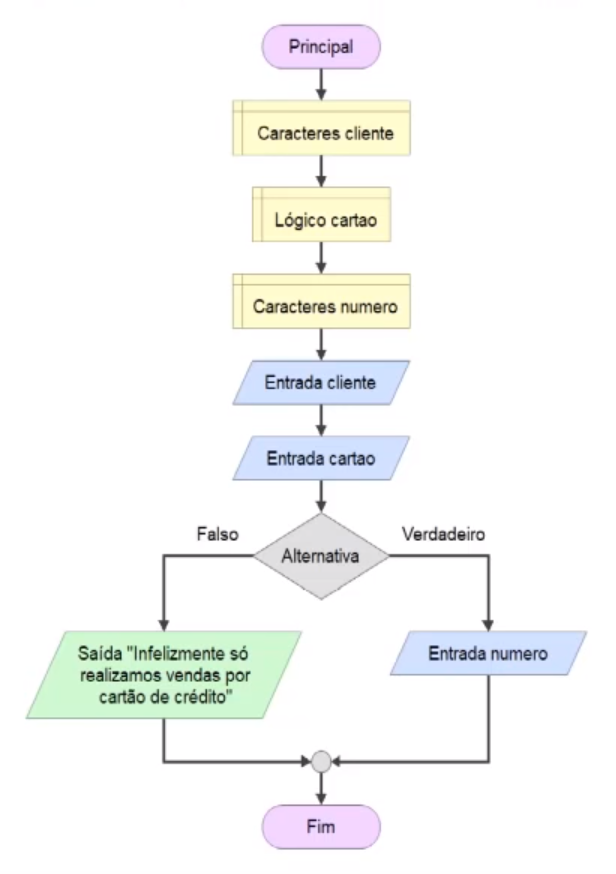 Principal
Caracteres cliente
Lógico cartao
Caracteres numero
Entrada cliente
Entrada cartao
Falso
Verdadeiro
Alternativa
Saída "Infelizmente só
realizamos vendas por
cartão de crédito"
Entrada numero
Fim